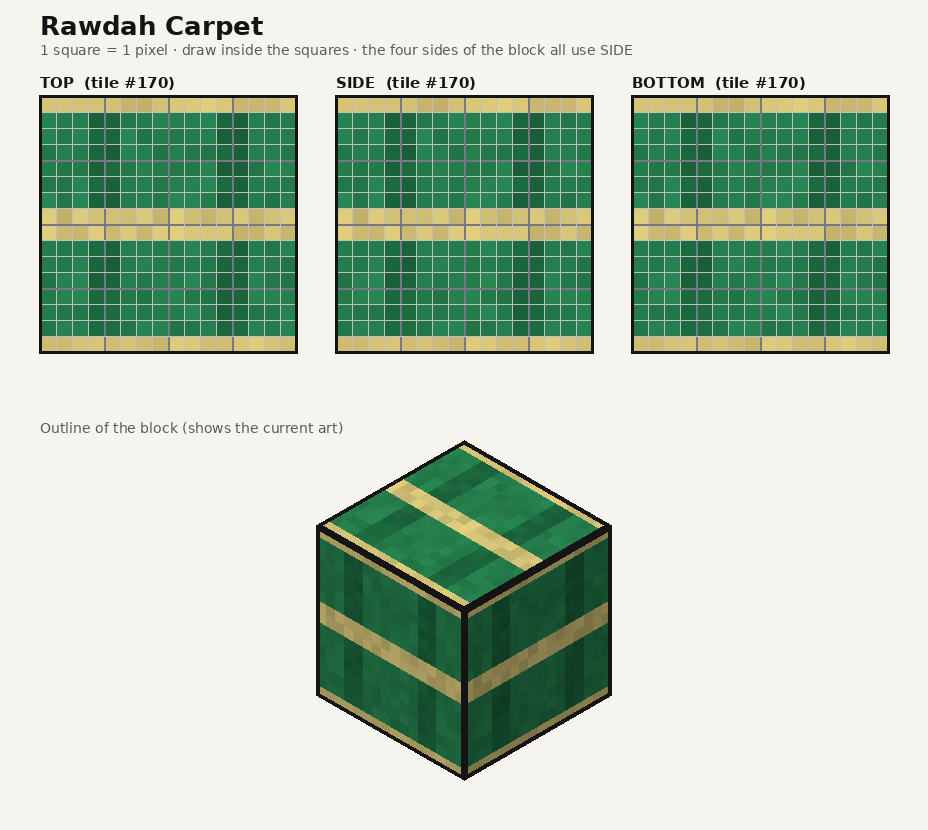 Rawdah Carpet
1 square = 1 pixel · draw inside the squares · the four sides of the block all use SIDE
TOP (tile #170)
SIDE (tile #170)
BOTTOM (tile #170)
Outline of the block (shows the current art)